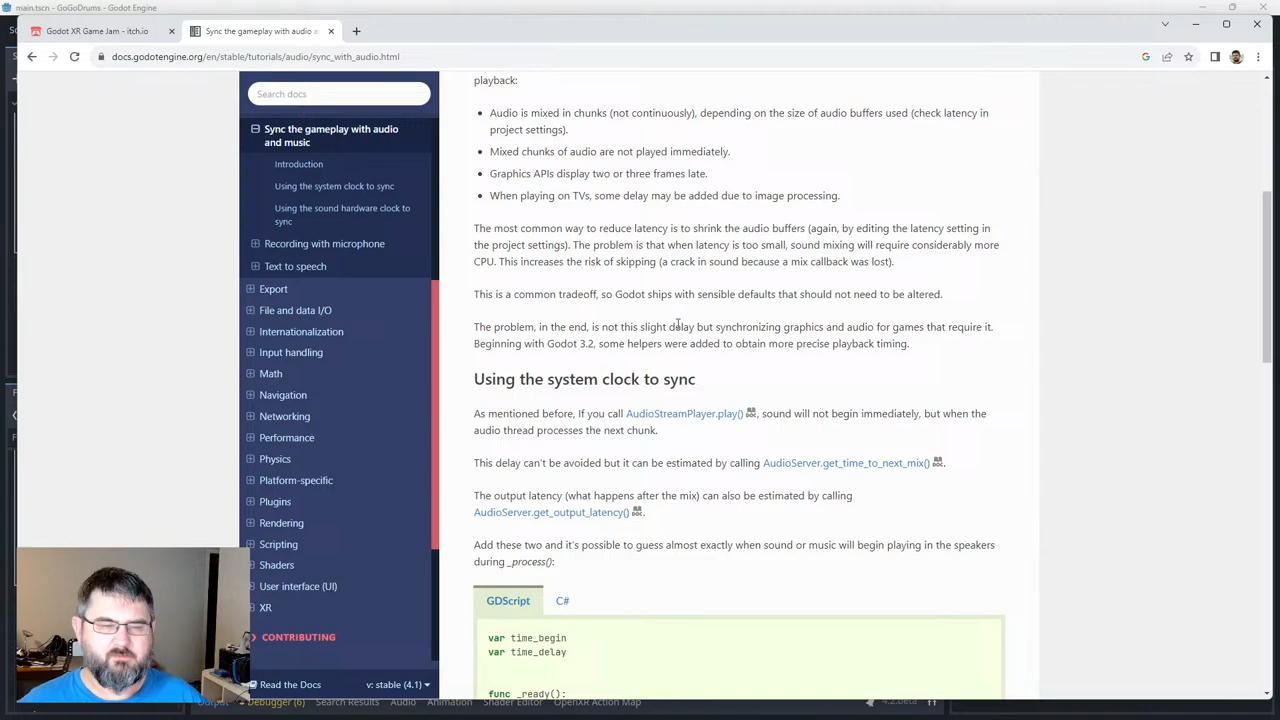 main.tscn - GoGoDrums - Godot Engine
Godot XR Game Jam - itch.io
Sync the gameplay with audio a
docs.godotengine.org/en/stable/tutorials/audio/sync_with_audio.html
Search docs
Sync the gameplay with audio
and music
Introduction
Using the system clock to sync
Using the sound hardware clock to
sync
Recording with microphone
Text to speech
Export
File and data I/O
Internationalization
Input handling
Math
Navigation
Networking
Performance
Physics
Platform-specific
Plugins
Rendering
Scripting
Shaders
User interface (UI)
XR
CONTRIBUTING
Read the Docs
v: stable (4.1)
playback:
Audio is mixed in chunks (not continuously), depending on the size of audio buffers used (check latency in
project settings).
Mixed chunks of audio are not played immediately.
Graphics APIs display two or three frames late.
When playing on TVs, some delay may be added due to image processing.
The most common way to reduce latency is to shrink the audio buffers (again, by editing the latency setting in
the project settings). The problem is that when latency is too small, sound mixing will require considerably more
CPU. This increases the risk of skipping (a crack in sound because a mix callback was lost).
This is a common tradeoff, so Godot ships with sensible defaults that should not need to be altered.
The problem, in the end, is not this slight delay but synchronizing graphics and audio for games that require it.
Beginning with Godot 3.2, some helpers were added to obtain more precise playback timing.
Using the system clock to sync
As mentioned before, If you call AudioStreamPlayer.play() , sound will not begin immediately, but when the
audio thread processes the next chunk.
This delay can't be avoided but it can be estimated by calling AudioServer.get_time_to_next_mix() .
The output latency (what happens after the mix) can also be estimated by calling
AudioServer.get_output_latency() .
Add these two and it's possible to guess almost exactly when sound or music will begin playing in the speakers
during _process():
GDScript
C#
var time_begin
var time_delay
func _ready():
Output Debugger (6) Search Results Audio Animation Shader Editor OpenXR Action Map
4.2.beta